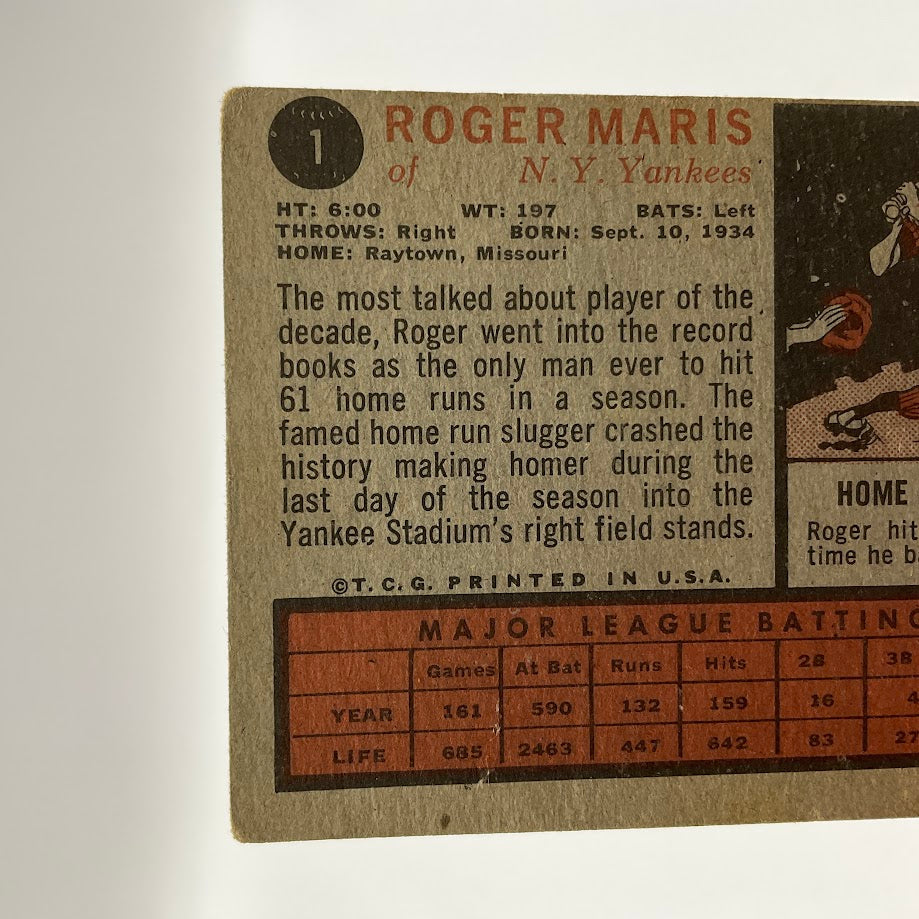 1
ROGER MARIS
of N. Y. Yankees
HT: 6:00 WT: 197 BATS: Left
THROWS: Right BORN: Sept. 10, 1934
HOME: Raytown, Missouri
The most talked about player of the
decade, Roger went into the record
books as the only man ever to hit
61 home runs in a season. The
famed home run slugger crashed the
history making homer during the
last day of the season into the
Yankee Stadium's right field stands.
©T. C. G. PRINTED IN U.S.A.
HOME
Roger hit
time he b
MAJOR LEAGUE BATTING
Games At Bat Runs Hits 2B 3B
YEAR 161 590 132 159 16 4
LIFE 685 2463 447 642 83 27